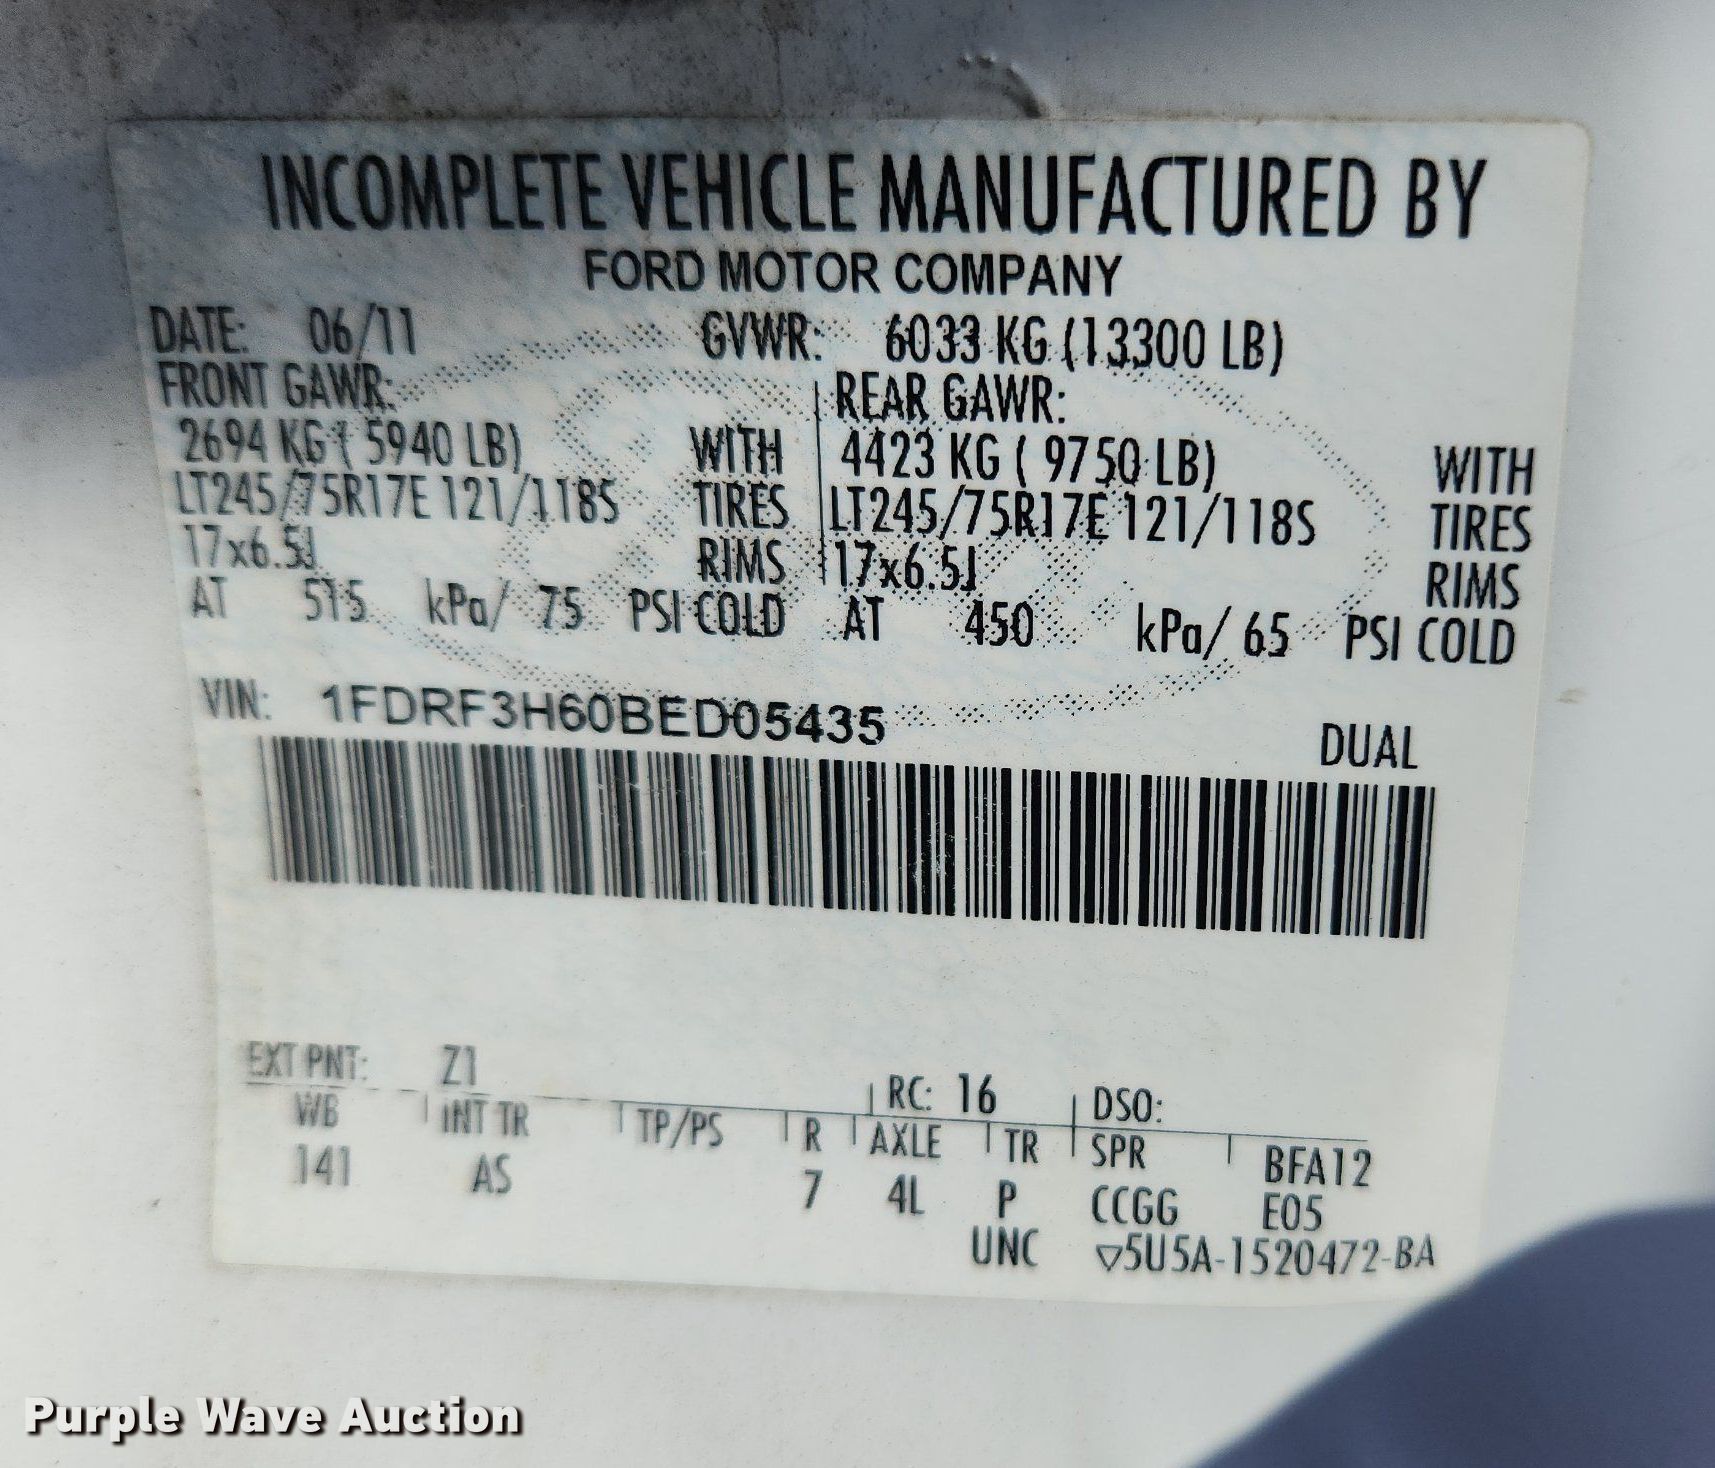 INCOMPLETE VEHICLE MANUFACTURED BY
FORD MOTOR COMPANY
DATE: 06/11 GVWR: 6033 KG (13300 LB)
FRONT GAWR: REAR GAWR:
2694 KG ( 5940 LB) WITH 4423 KG ( 9750 LB) WITH
LT245/75R17E 121/118S TIRES LT245/75R17E 121/118S TIRES
17x6.5J RIMS 17x6.5J RIMS
AT 515 kPa/ 75 PSI COLD AT 450 kPa/ 65 PSI COLD
VIN: 1FDRF3H60BED05435
DUAL
EXT PNT: Z1 RC: 16 DSO:
WB INT TR TP/PS R AXLE TR SPR BFA12
141 AS 7 4L P CCGG E05
UNC ▽5U5A-1520472-BA
Purple Wave Auction